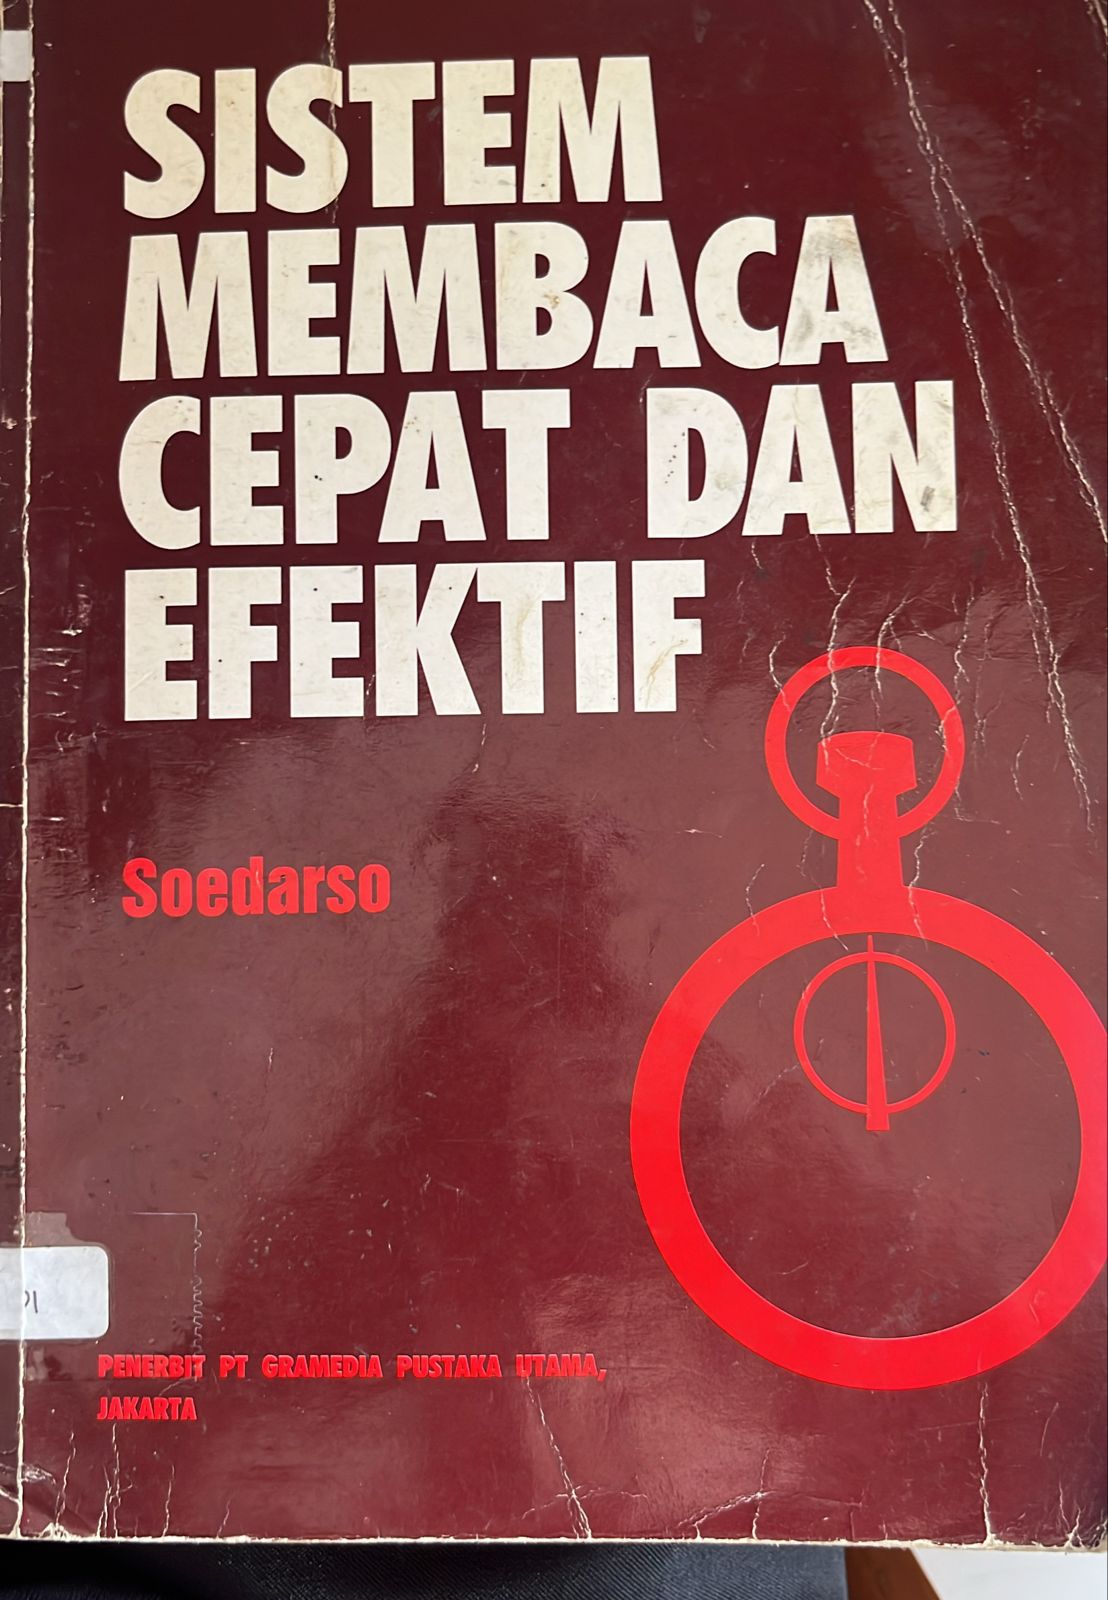 SISTEM
MEMBACA
CEPAT DAN
EFEKTIF
Soedarso
PENERBIT PT GRAMEDIA PUSTAKA UTAMA,
JAKARTA